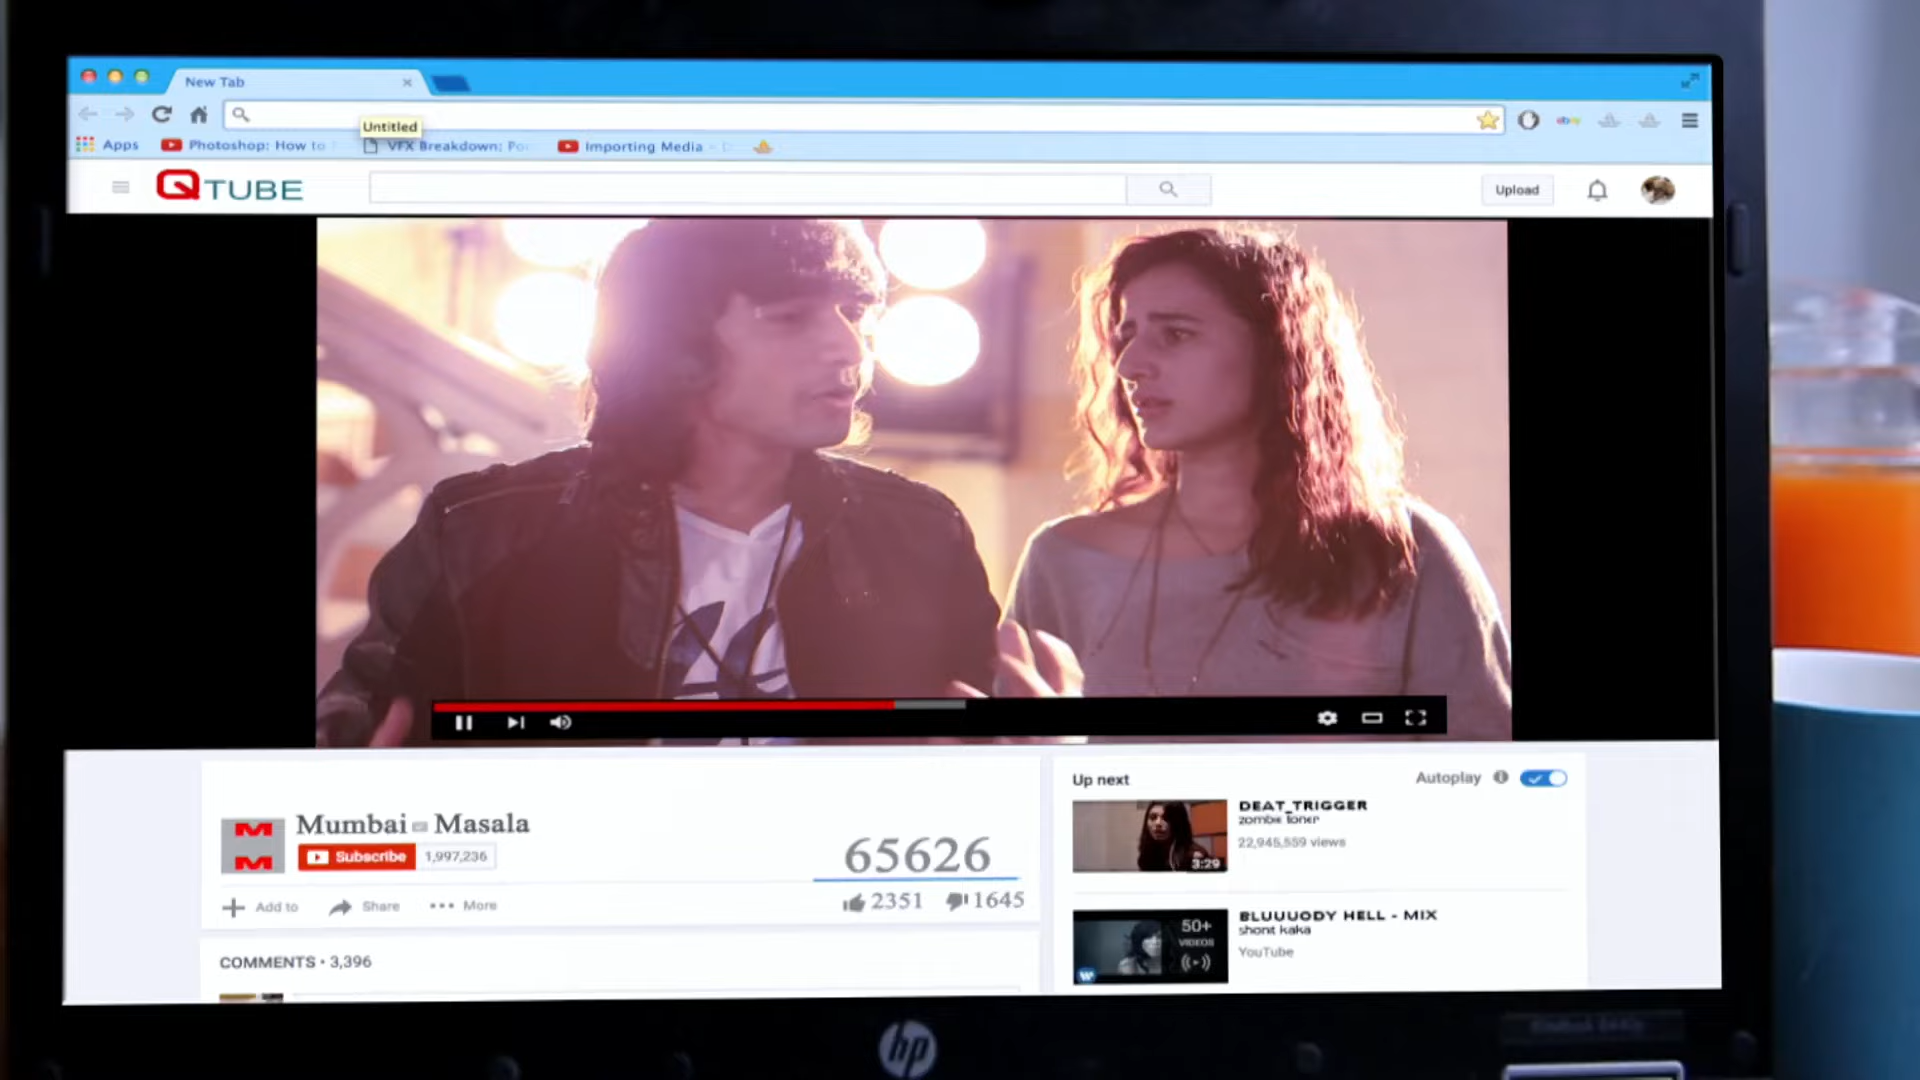 New Tab
Untitled
Apps
Photoshop: How to
VFX Breakdown: Po
Importing Media -
QTUBE
Upload
Up next
Autoplay
Mumbai Masala
Subscribe 1,997,236
65626
2351 1645
Add to Share More
COMMENTS • 3,396
DEAT_TRIGGER
22,945,559 views
3:29
BLUUUODY HELL - MIX
shont kaka
YouTube
50+
VIDEOS
ebay
hp